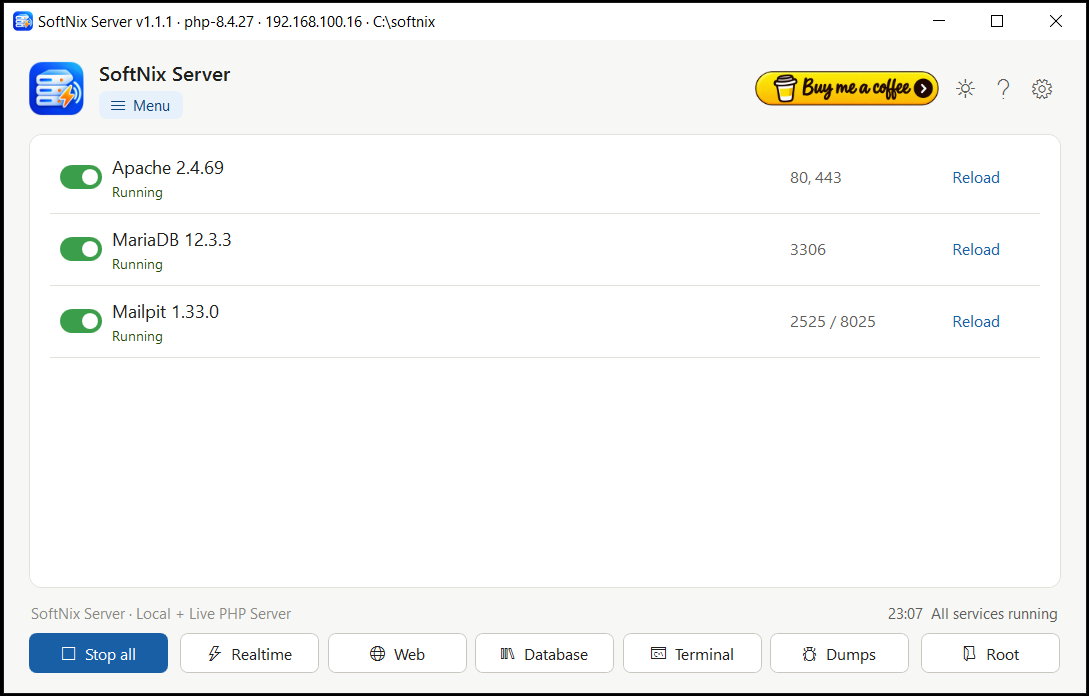 SoftNix Server v1.1.1 · php-8.4.27 · 192.168.100.16 · C:\softnix
SoftNix Server
Menu
Buy me a coffee
Apache 2.4.69
Running
80, 443
Reload
MariaDB 12.3.3
Running
3306
Reload
Mailpit 1.33.0
Running
2525 / 8025
Reload
SoftNix Server · Local + Live PHP Server
23:07 All services running
Stop all
Realtime
Web
Database
Terminal
Dumps
Root